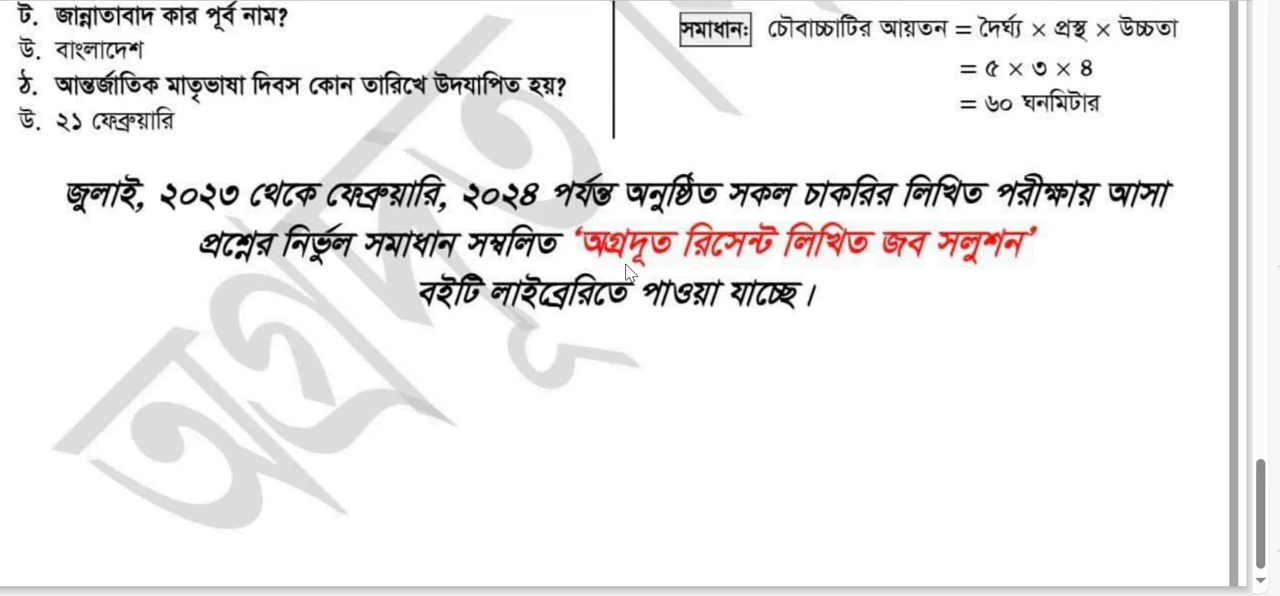 ট. জান্নাতাবাদ কার পূর্ব নাম?
উ. বাংলাদেশ
ঠ. আন্তর্জাতিক মাতৃভাষা দিবস কোন তারিখে উদযাপিত হয়?
উ. ২১ ফেব্রুয়ারি
সমাধান: চৌবাচ্চাটির আয়তন = দৈর্ঘ্য × প্রস্থ × উচ্চতা
= ৫ × ৩ × ৪
= ৬০ ঘনমিটার
জুলাই, ২০২৩ থেকে ফেব্রুয়ারি, ২০২৪ পর্যন্ত অনুষ্ঠিত সকল চাকরির লিখিত পরীক্ষায় আসা
প্রশ্নের নির্ভুল সমাধান সম্বলিত ‘অগ্রদূত রিসেন্ট লিখিত জব সলুশন’
বইটি লাইব্রেরিতে পাওয়া যাচ্ছে।
অগ্রদূত